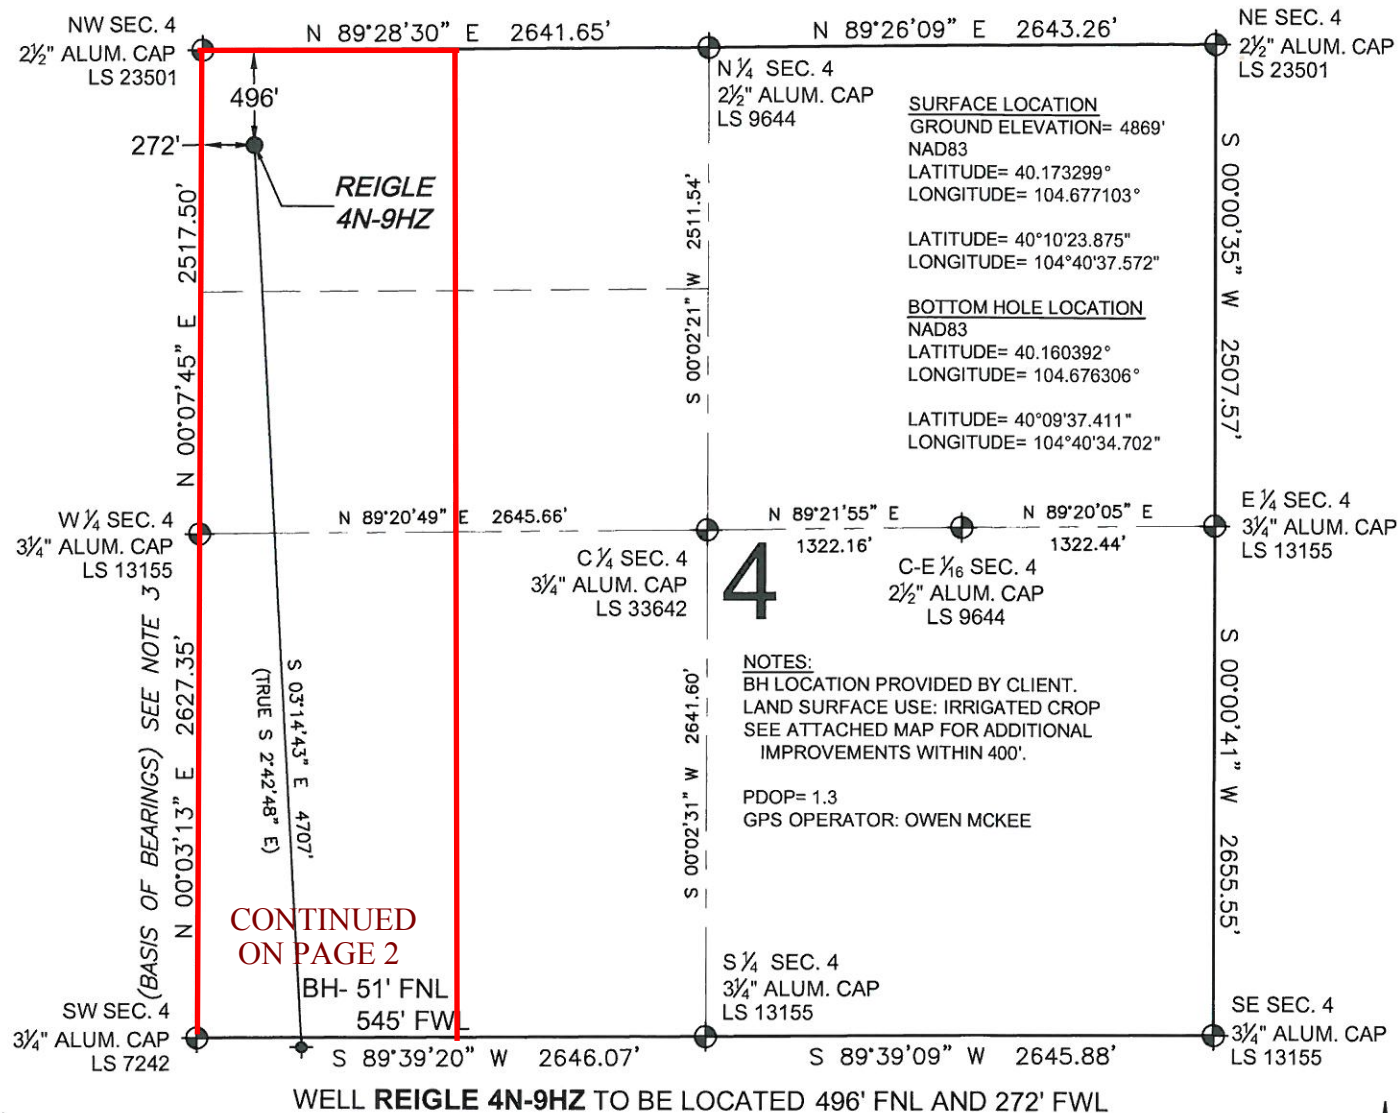 NW SEC. 4
2½" ALUM. CAP
LS 23501
N 89°28'30" E 2641.65'
N 89°26'09" E 2643.26'
NE SEC. 4
2½" ALUM. CAP
LS 23501
N ¼ SEC. 4
2½" ALUM. CAP
LS 9644
496'
272'
REIGLE
4N-9HZ
SURFACE LOCATION
GROUND ELEVATION= 4869'
NAD83
LATITUDE= 40.173299°
LONGITUDE= 104.677103°
LATITUDE= 40°10'23.875"
LONGITUDE= 104°40'37.572"
BOTTOM HOLE LOCATION
NAD83
LATITUDE= 40.160392°
LONGITUDE= 104.676306°
LATITUDE= 40°09'37.411"
LONGITUDE= 104°40'34.702"
N 00°07'45" E 2517.50'
S 00°02'21" W 2511.54'
S 00°00'35" W 2507.57'
W ¼ SEC. 4
3¼" ALUM. CAP
LS 13155
N 89°20'49" E 2645.66'
N 89°21'55" E
1322.16'
N 89°20'05" E
1322.44'
E ¼ SEC. 4
3¼" ALUM. CAP
LS 13155
C ¼ SEC. 4
3¼" ALUM. CAP
LS 33642
4
C-E 1⁄16 SEC. 4
2½" ALUM. CAP
LS 9644
(BASIS OF BEARINGS) SEE NOTE 3
N 00°03'13" E 2627.35'
S 03°14'43" E 4707'
(TRUE S 2°42'48" E)
S 00°02'31" W 2641.60'
S 00°00'41" W 2655.55'
NOTES:
BH LOCATION PROVIDED BY CLIENT.
LAND SURFACE USE: IRRIGATED CROP
SEE ATTACHED MAP FOR ADDITIONAL
IMPROVEMENTS WITHIN 400'.
PDOP= 1.3
GPS OPERATOR: OWEN MCKEE
CONTINUED
ON PAGE 2
BH- 51' FNL
545' FWL
SW SEC. 4
3¼" ALUM. CAP
LS 7242
S ¼ SEC. 4
3¼" ALUM. CAP
LS 13155
SE SEC. 4
3¼" ALUM. CAP
LS 13155
S 89°39'20" W 2646.07'
S 89°39'09" W 2645.88'
WELL REIGLE 4N-9HZ TO BE LOCATED 496' FNL AND 272' FWL